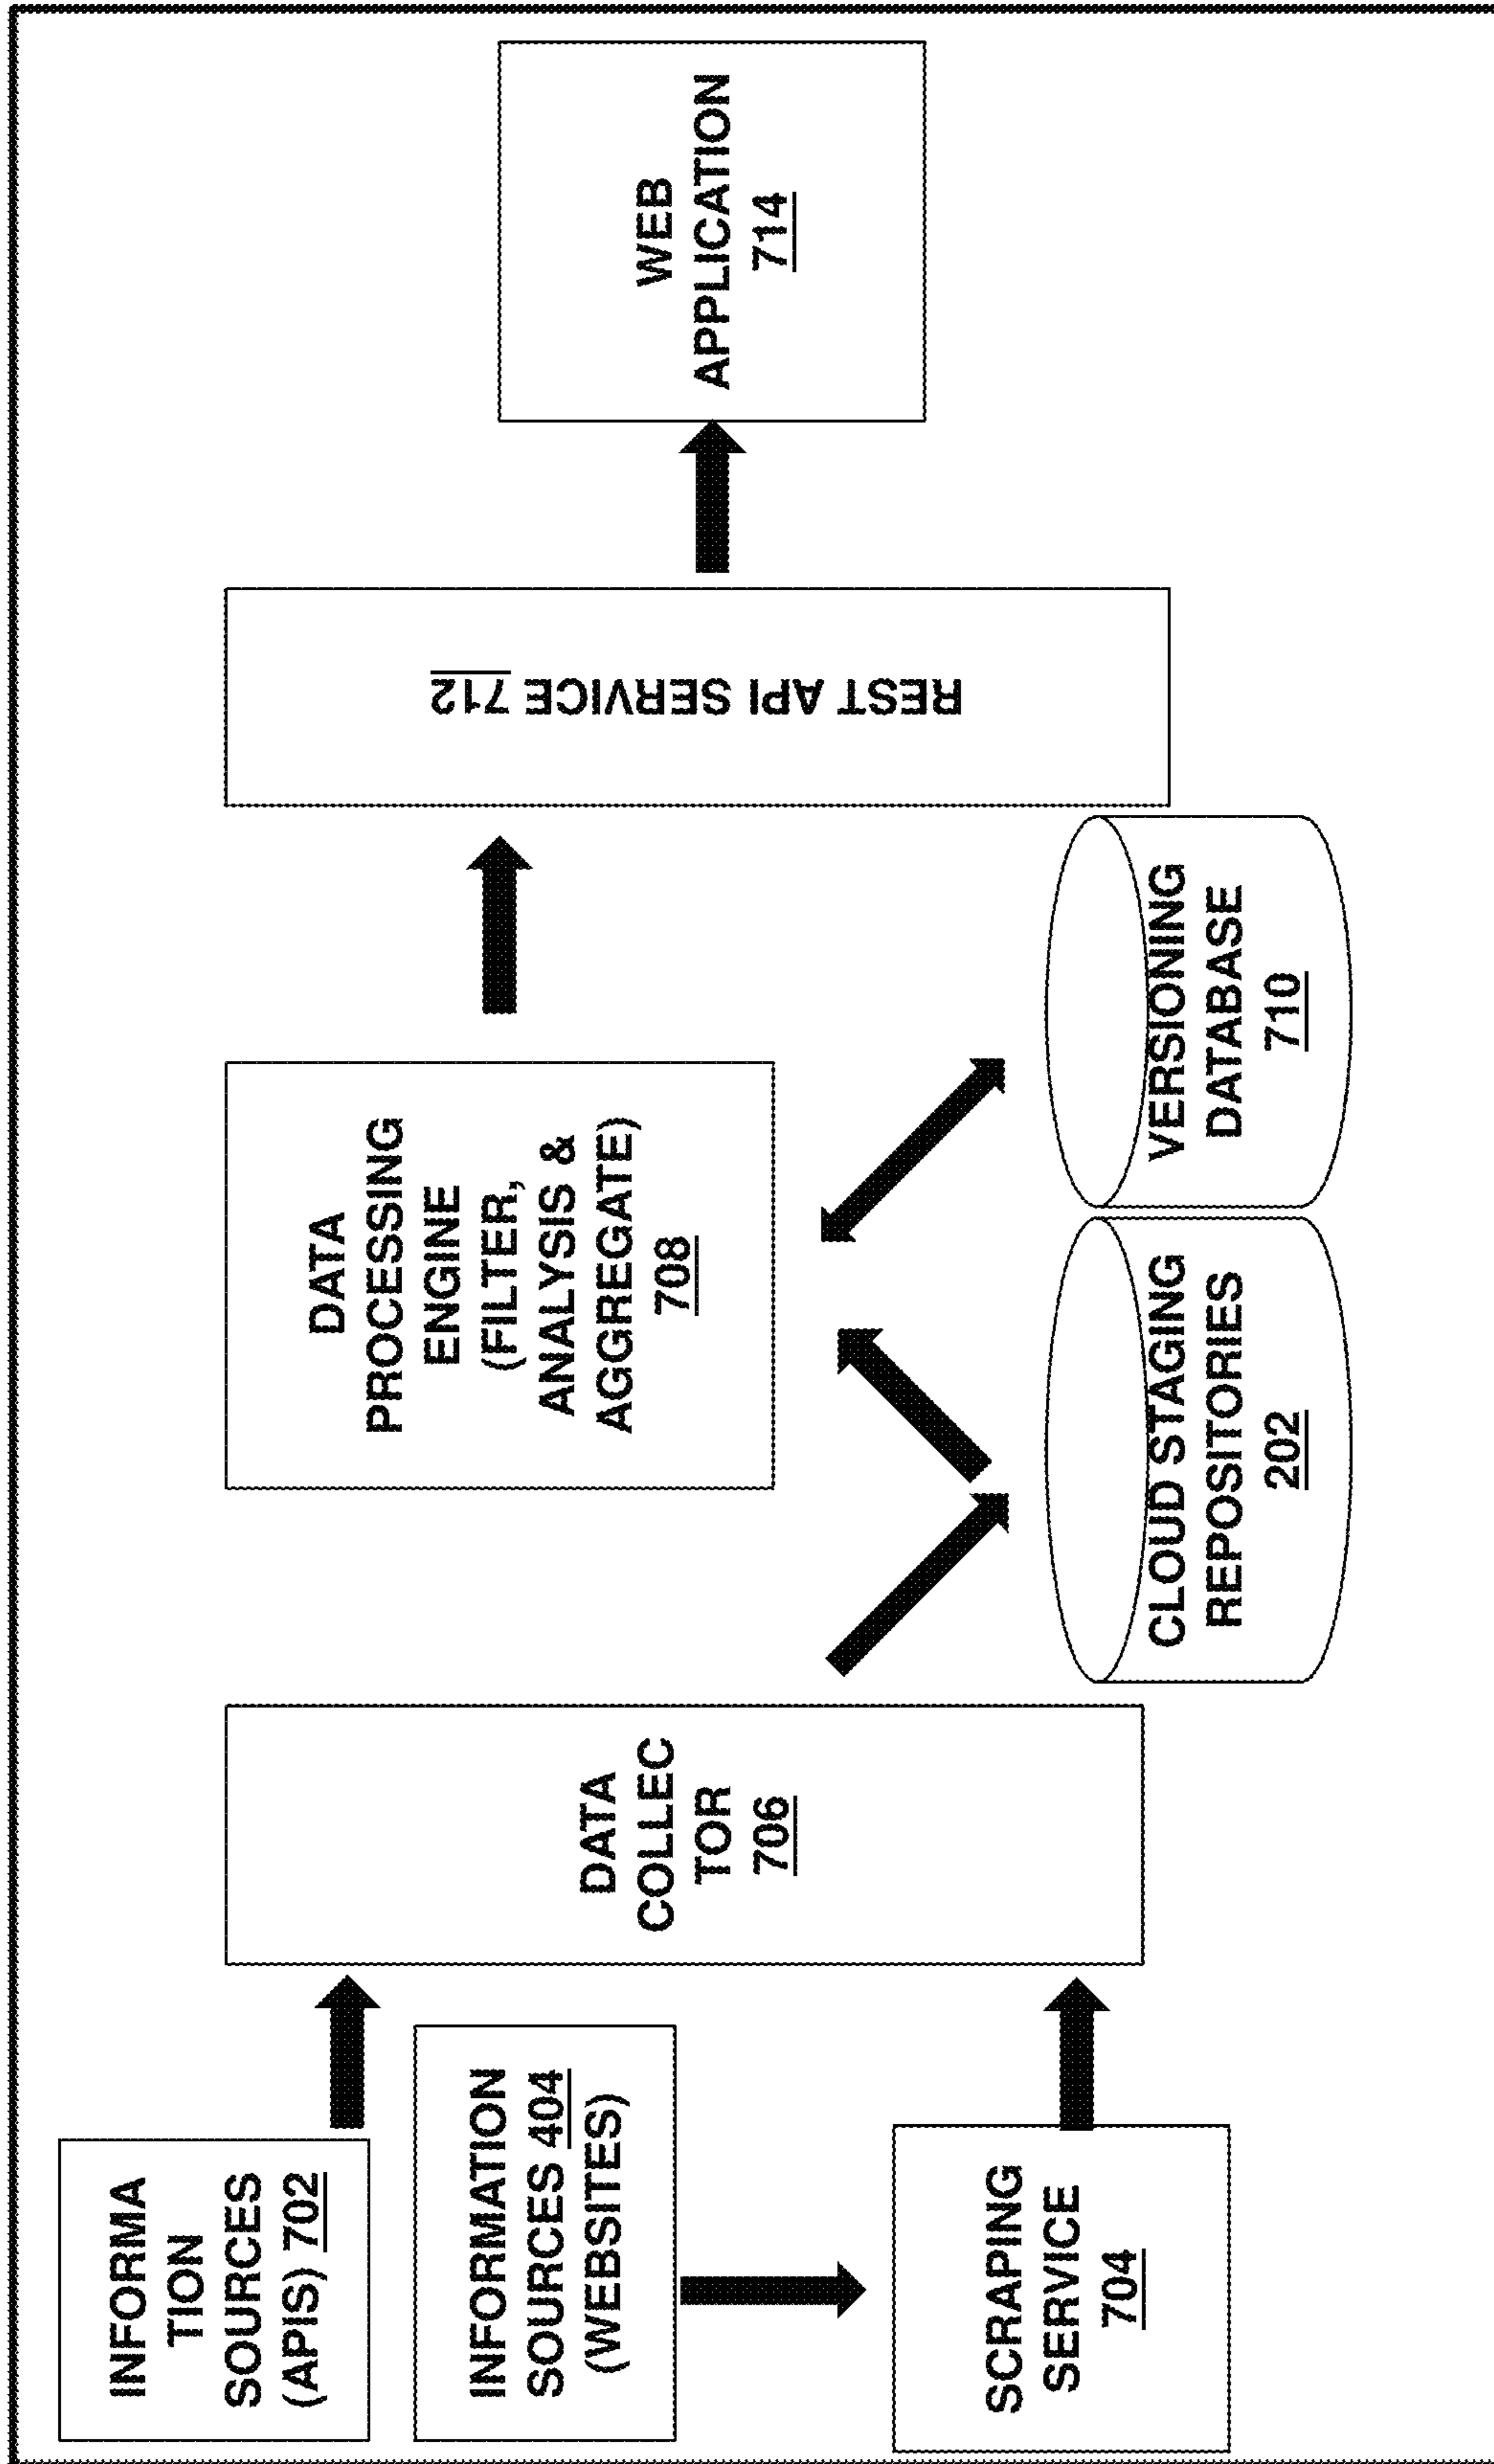 INFORMA
TION
SOURCES
(APIS) 702
INFORMATION
SOURCES 404
(WEBSITES)
SCRAPING
SERVICE
704
DATA
COLLEC
TOR
706
DATA
PROCESSING
ENGINE
(FILTER,
ANALYSIS &
AGGREGATE)
708
CLOUD STAGING
REPOSITORIES
202
VERSIONING
DATABASE
710
REST API SERVICE 712
WEB
APPLICATION
714